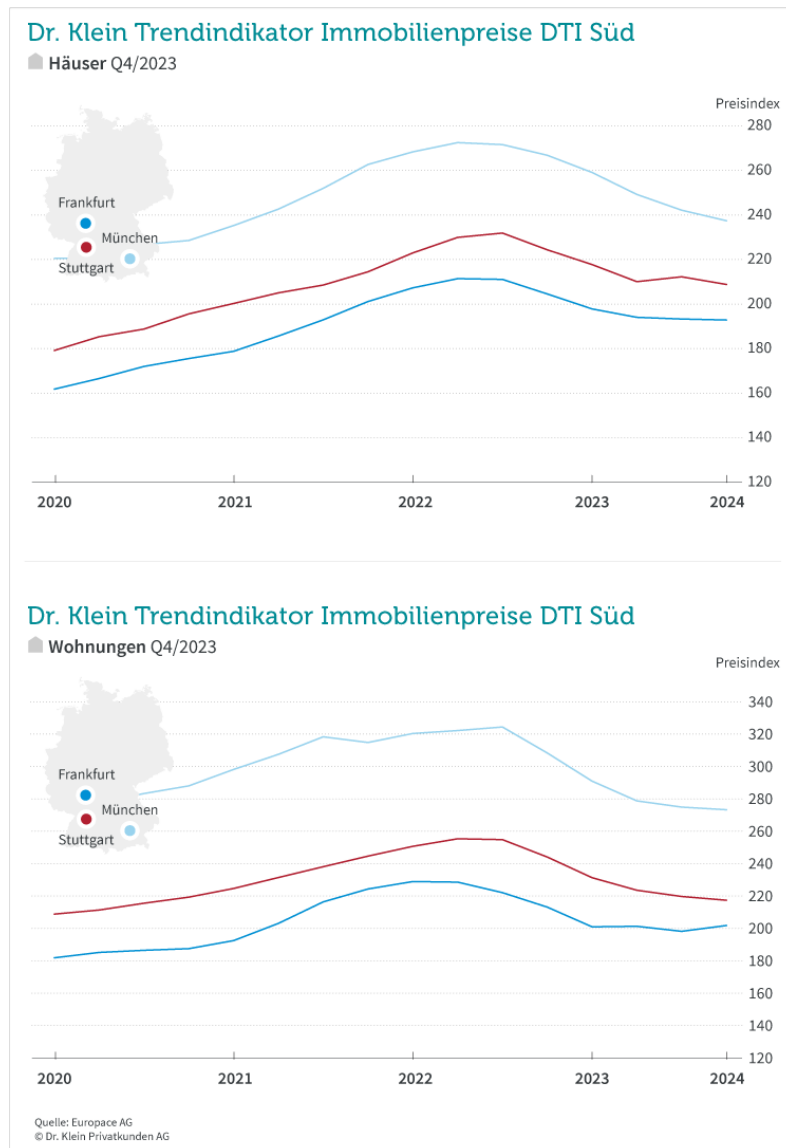 Dr. Klein Trendindikator Immobilienpreise DTI Süd
Häuser Q4/2023
Preisindex
280
260
Frankfurt
240
München
Stuttgart
220
200
180
160
140
120
2020 2021 2022 2023 2024
Dr. Klein Trendindikator Immobilienpreise DTI Süd
Wohnungen Q4/2023
Preisindex
340
320
Frankfurt
300
280
München
Stuttgart
260
240
220
200
180
160
140
120
2020 2021 2022 2023 2024
Quelle: Europace AG
© Dr. Klein Privatkunden AG